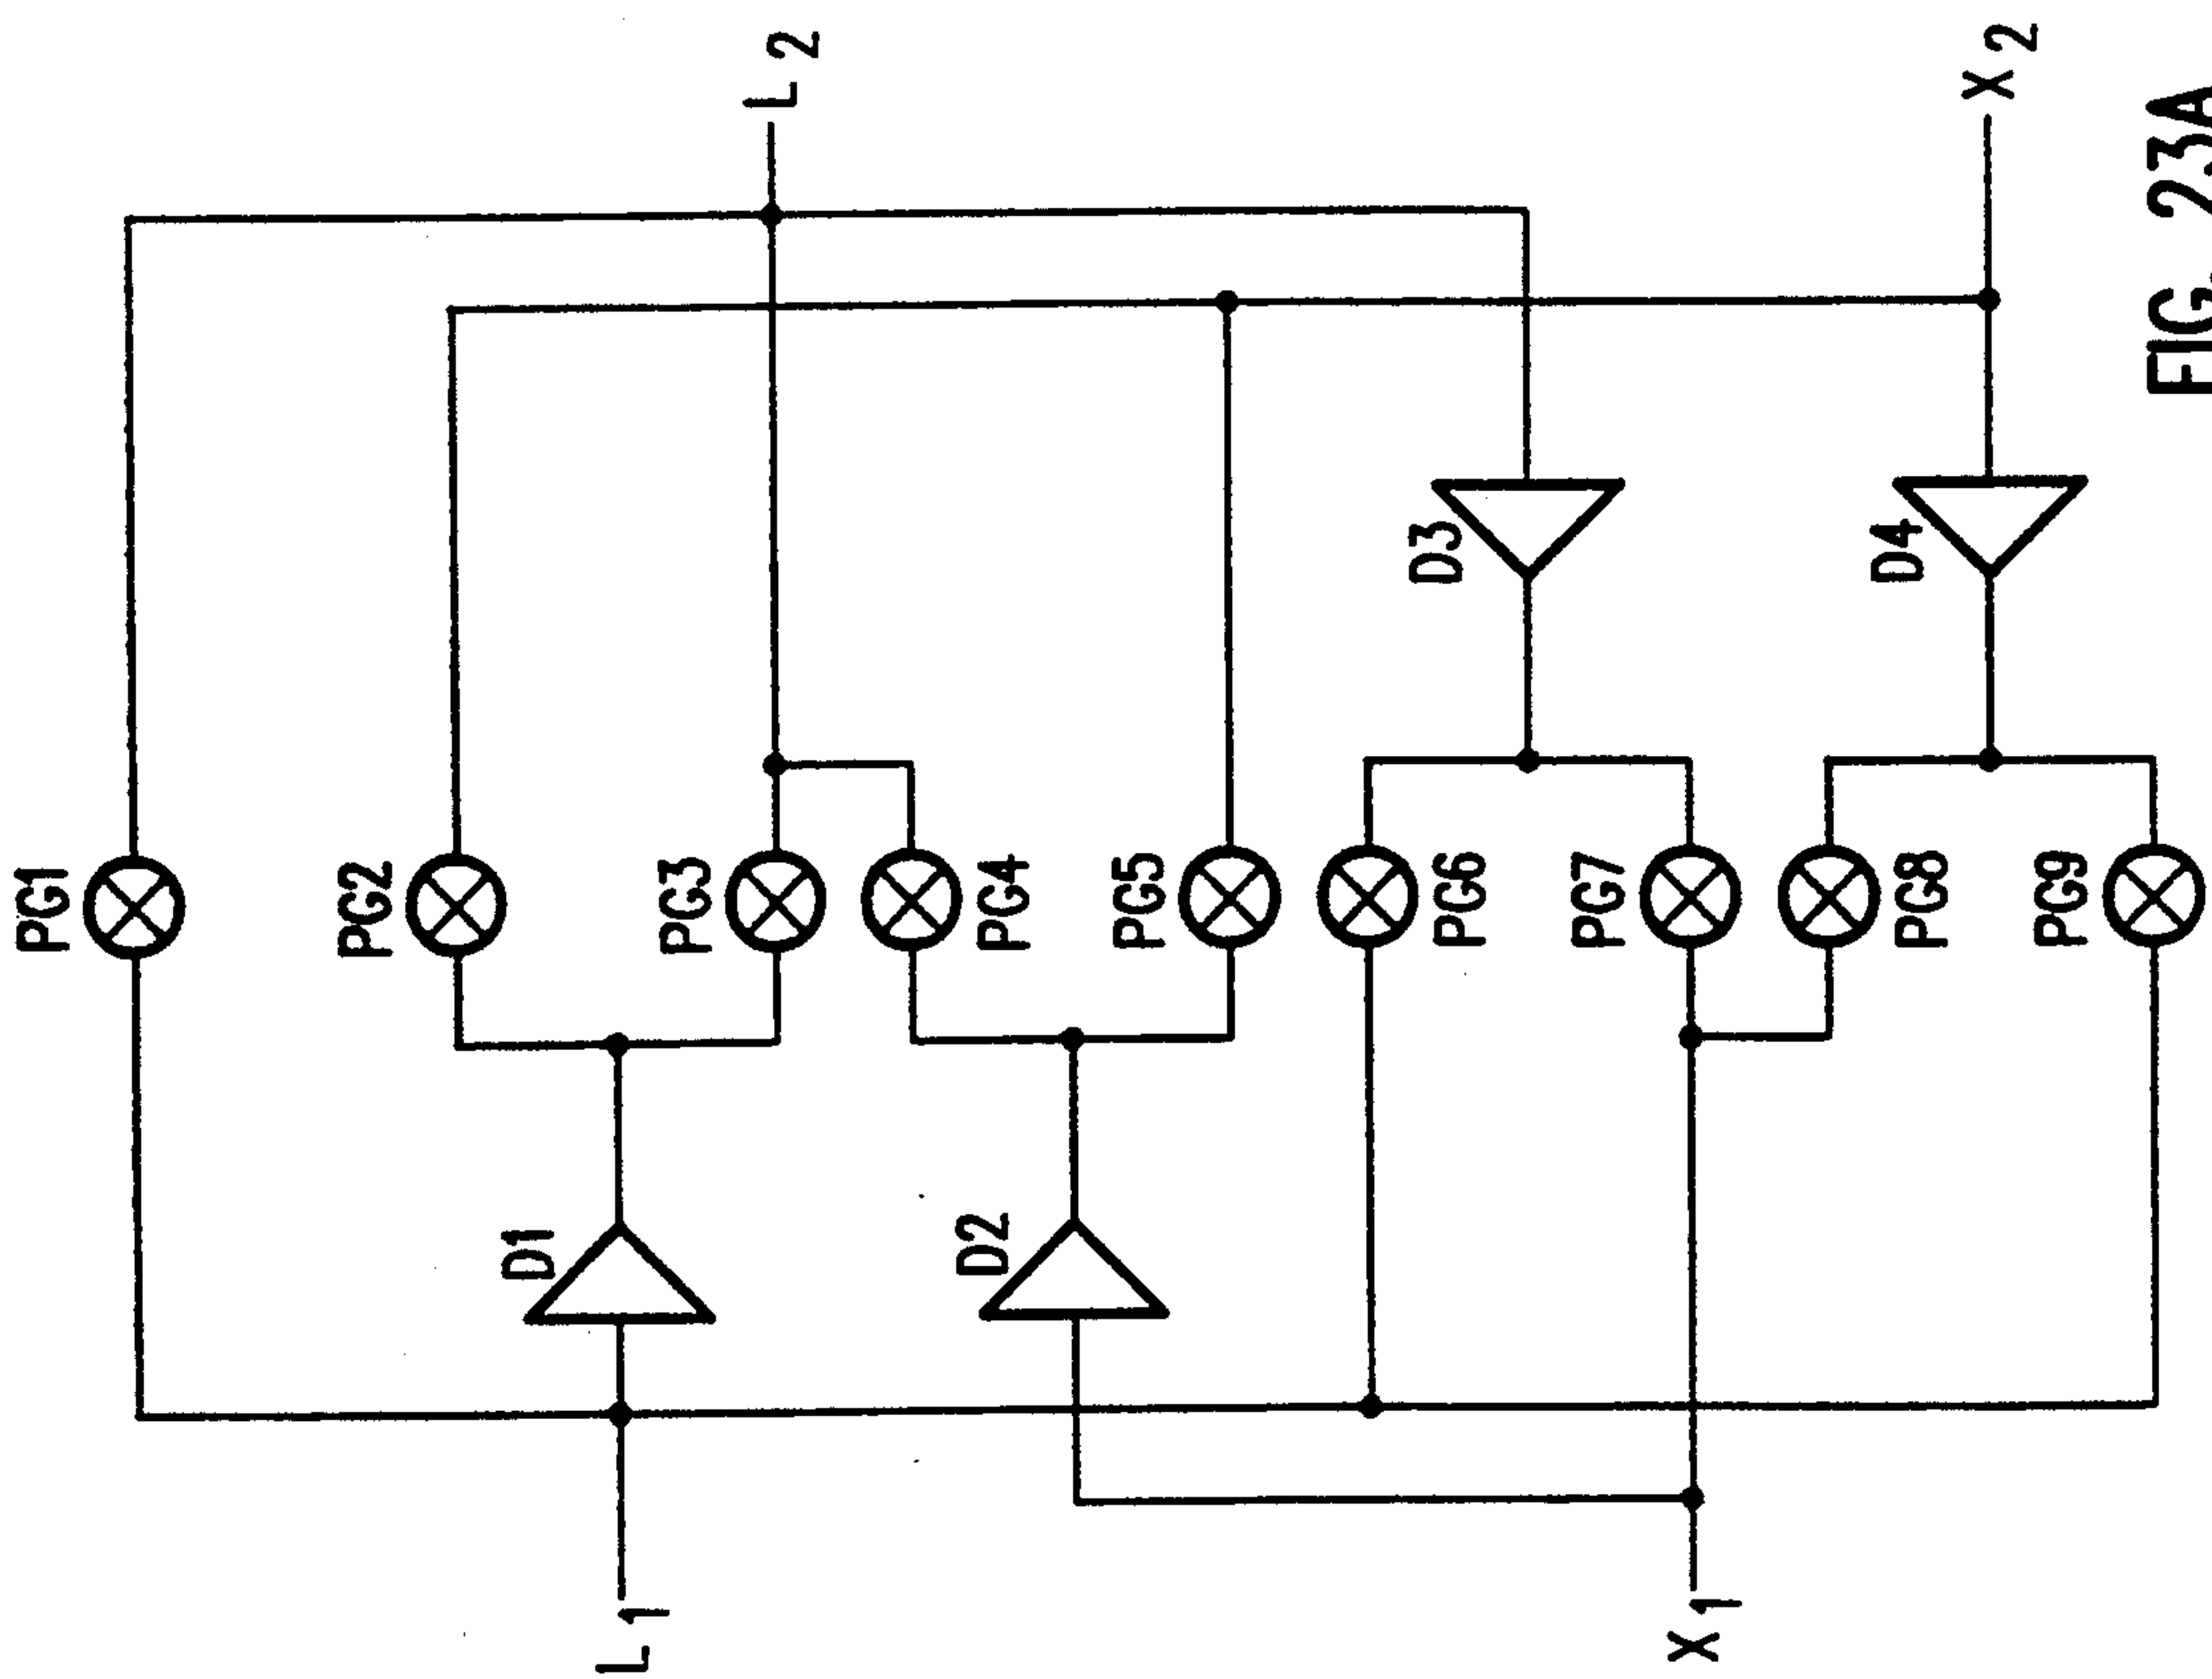 PG1
PG2
D1
PG3
L2
L1
PG4
D2
PG5
D3
PG6
PG7
X1
D4
PG8
X2
PG9
FIG. 23A